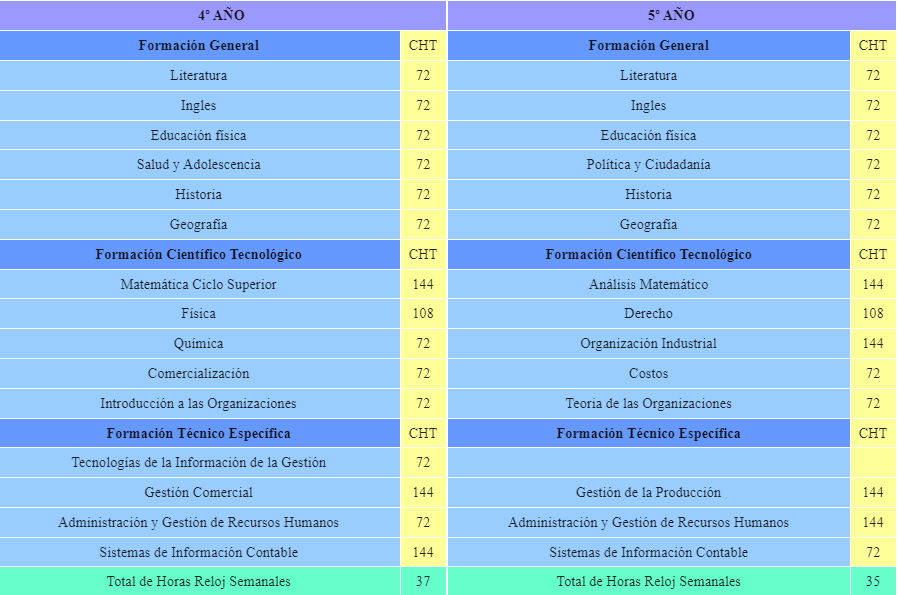 4º AÑO 5º AÑO
Formación General CHT Formación General CHT
Literatura 72 Literatura 72
Ingles 72 Ingles 72
Educación física 72 Educación física 72
Salud y Adolescencia 72 Política y Ciudadanía 72
Historia 72 Historia 72
Geografía 72 Geografía 72
Formación Científico Tecnológico CHT Formación Científico Tecnológico CHT
Matemática Ciclo Superior 144 Análisis Matemático 144
Física 108 Derecho 108
Química 72 Organización Industrial 144
Comercialización 72 Costos 72
Introducción a las Organizaciones 72 Teoría de las Organizaciones 72
Formación Técnico Específica CHT Formación Técnico Específica CHT
Tecnologías de la Información de la Gestión 72
Gestión Comercial 144 Gestión de la Producción 144
Administración y Gestión de Recursos Humanos 72 Administración y Gestión de Recursos Humanos 144
Sistemas de Información Contable 144 Sistemas de Información Contable 72
Total de Horas Reloj Semanales 37 Total de Horas Reloj Semanales 35